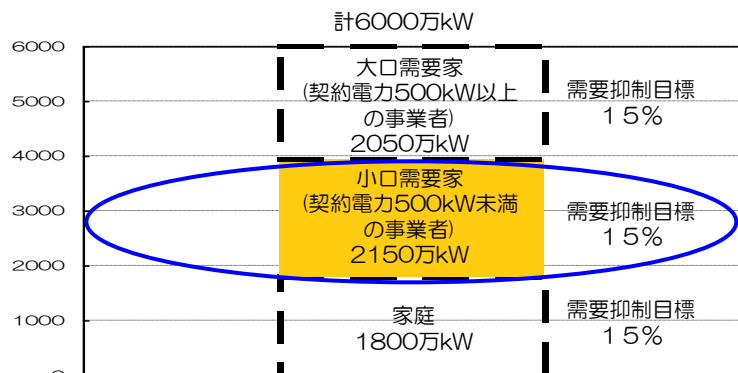 計6000万kW
6000
5000
4000
3000
2000
1000
0
大口需要家
(契約電力500kW以上
の事業者)
2050万kW
需要抑制目標
１５%
小口需要家
(契約電力500kW未満
の事業者)
2150万kW
需要抑制目標
１５%
家庭
1800万kW
需要抑制目標
１５%